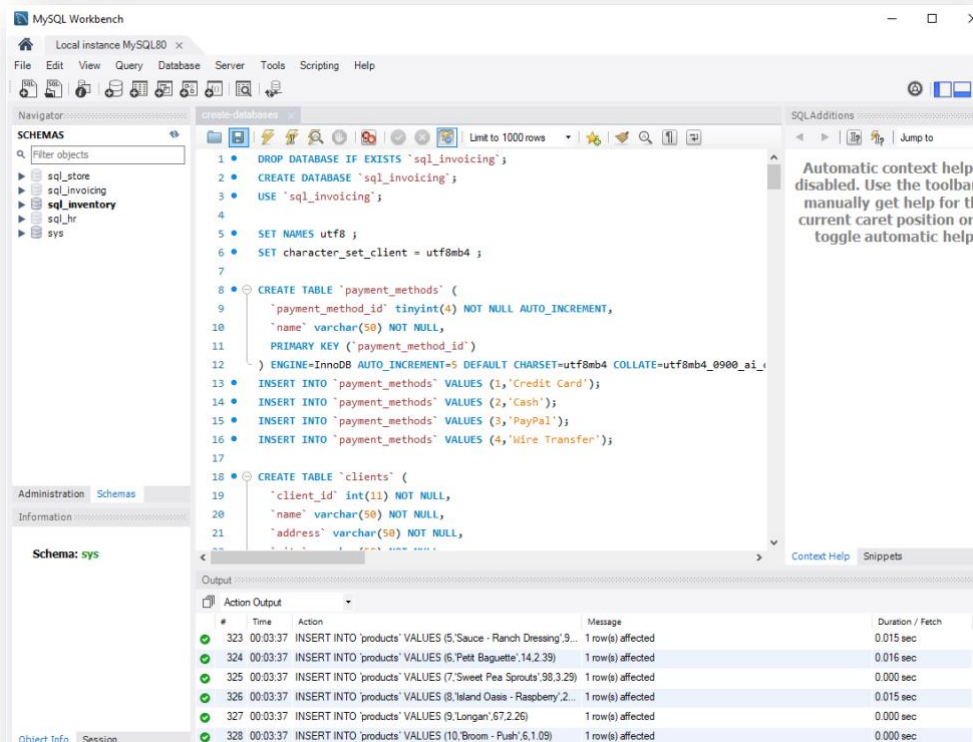 MySQL Workbench
Local instance MySQL80
File Edit View Query Database Server Tools Scripting Help
Navigator
SCHEMAS
Filter objects
sql_store
sql_invoicing
sql_inventory
sql_hr
sys
Administration Schemas
Information
Schema: sys
Object Info Session
create-databases
Limit to 1000 rows
1 DROP DATABASE IF EXISTS `sql_invoicing`;
2 CREATE DATABASE `sql_invoicing`;
3 USE `sql_invoicing`;
4
5 SET NAMES utf8 ;
6 SET character_set_client = utf8mb4 ;
7
8 CREATE TABLE `payment_methods` (
9 `payment_method_id` tinyint(4) NOT NULL AUTO_INCREMENT,
10 `name` varchar(50) NOT NULL,
11 PRIMARY KEY (`payment_method_id`)
12 ) ENGINE=InnoDB AUTO_INCREMENT=5 DEFAULT CHARSET=utf8mb4 COLLATE=utf8mb4_0900_ai_
13 INSERT INTO `payment_methods` VALUES (1,'Credit Card');
14 INSERT INTO `payment_methods` VALUES (2,'Cash');
15 INSERT INTO `payment_methods` VALUES (3,'PayPal');
16 INSERT INTO `payment_methods` VALUES (4,'Wire Transfer');
17
18 CREATE TABLE `clients` (
19 `client_id` int(11) NOT NULL,
20 `name` varchar(50) NOT NULL,
21 `address` varchar(50) NOT NULL,
SQLAdditions
Jump to
Automatic context help
disabled. Use the toolbar
manually get help for
current caret position or
toggle automatic help
Context Help Snippets
Output
Action Output
# Time Action Message Duration / Fetch
323 00:03:37 INSERT INTO `products` VALUES (5,'Sauce - Ranch Dressing',9... 1 row(s) affected 0.015 sec
324 00:03:37 INSERT INTO `products` VALUES (6,'Petit Baguette',14,2.39) 1 row(s) affected 0.016 sec
325 00:03:37 INSERT INTO `products` VALUES (7,'Sweet Pea Sprouts',98,3.29) 1 row(s) affected 0.000 sec
326 00:03:37 INSERT INTO `products` VALUES (8,'Island Oasis - Raspberry',2... 1 row(s) affected 0.015 sec
327 00:03:37 INSERT INTO `products` VALUES (9,'Longan',67,2.26) 1 row(s) affected 0.000 sec
328 00:03:37 INSERT INTO `products` VALUES (10,'Broom - Push',6,1.09) 1 row(s) affected 0.000 sec